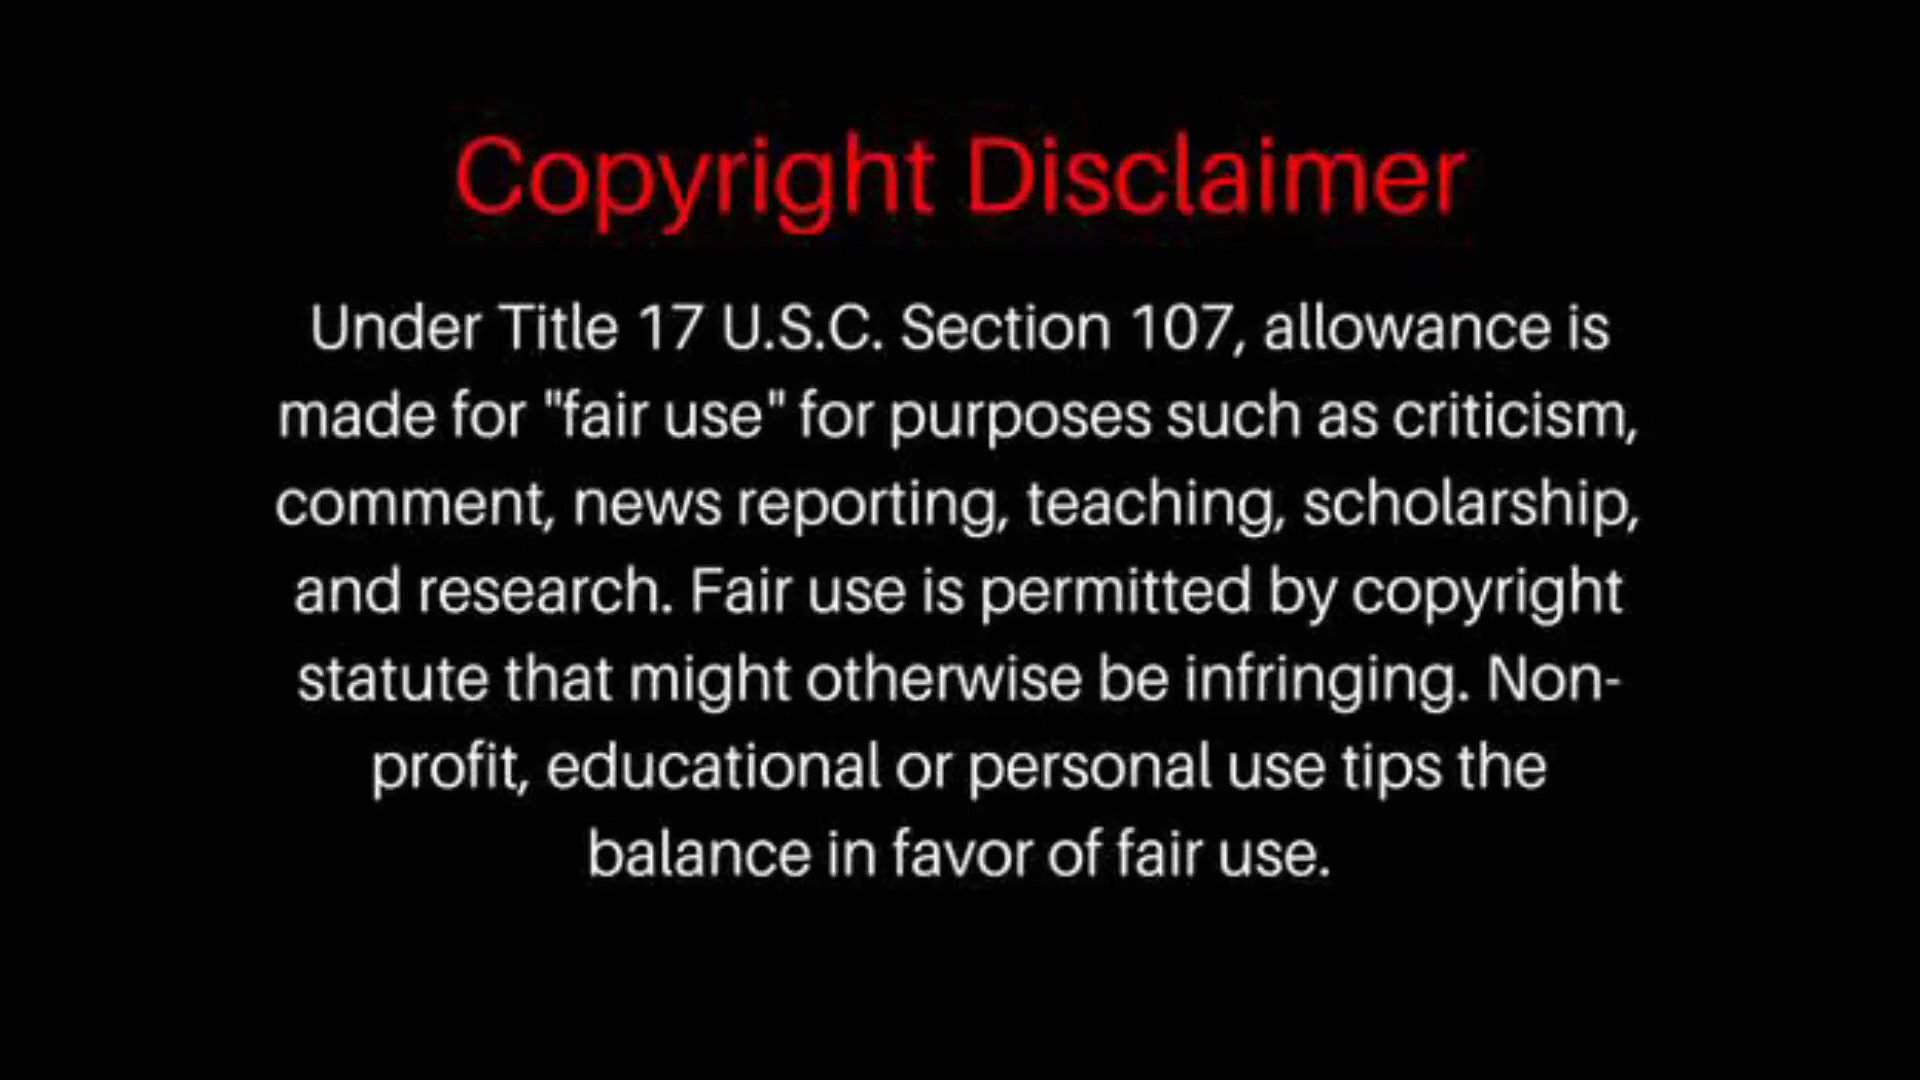 Copyright Disclaimer
Under Title 17 U.S.C. Section 107, allowance is
made for "fair use" for purposes such as criticism,
comment, news reporting, teaching, scholarship,
and research. Fair use is permitted by copyright
statute that might otherwise be infringing. Non-
profit, educational or personal use tips the
balance in favor of fair use.